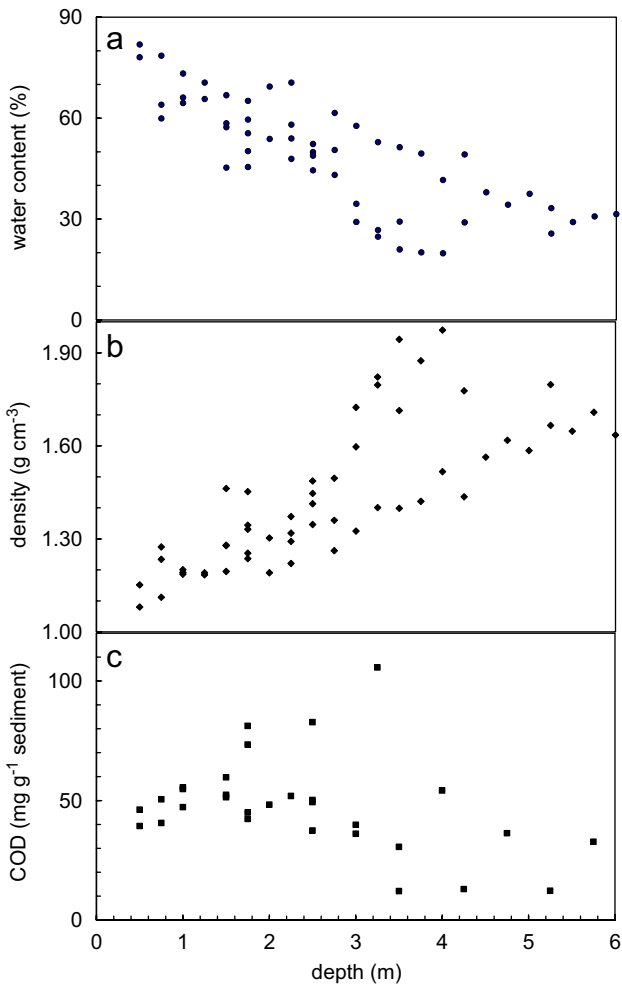 a
90
60
30
0
water content (%)
b
1.90
1.60
1.30
1.00
density (g cm⁻³)
c
100
50
0
COD (mg g⁻¹ sediment)
0 1 2 3 4 5 6
depth (m)